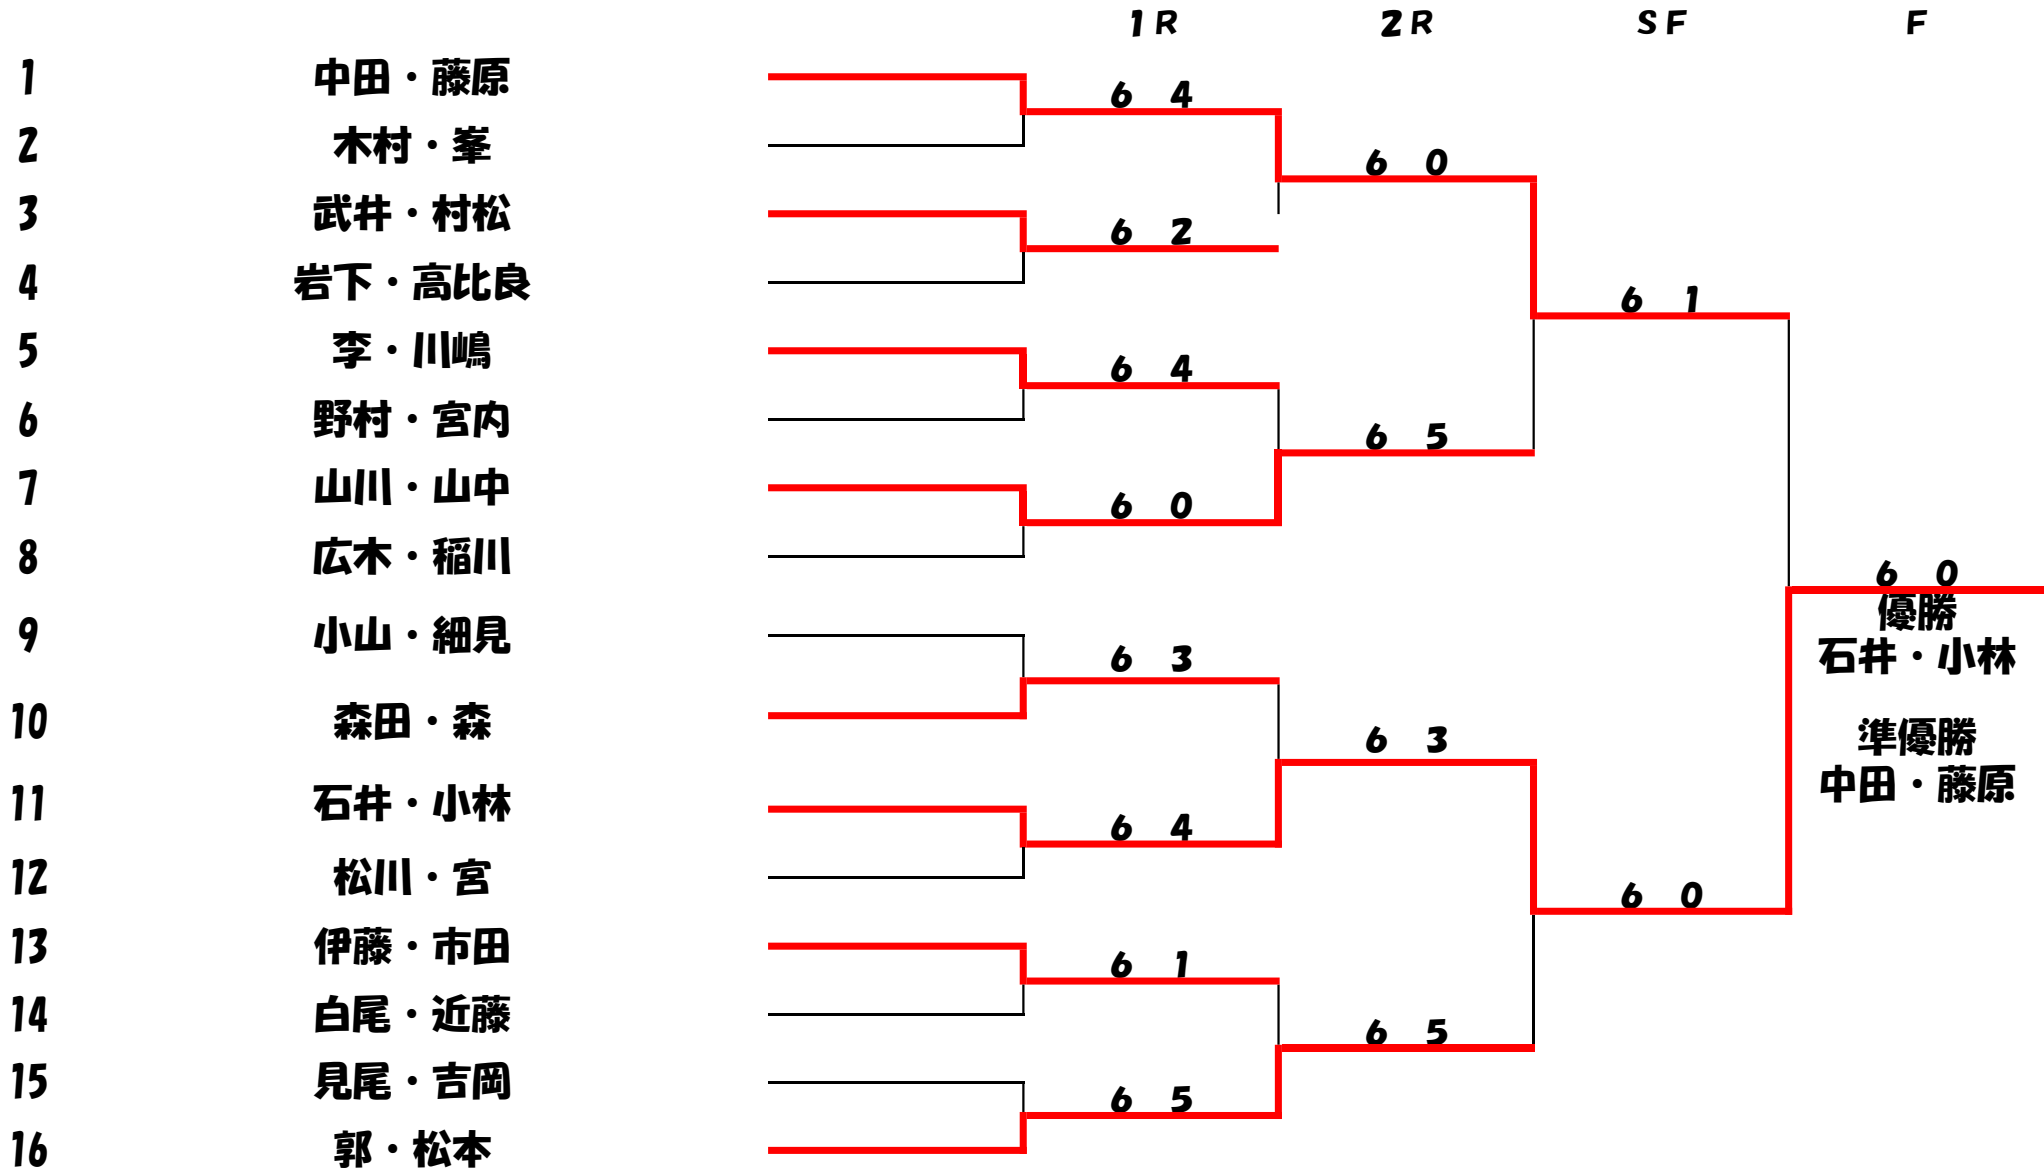 1R 2R SF F
1 中田・藤原
6 4
2 木村・峯
6 0
3 武井・村松
6 2
4 岩下・高比良
6 1
5 李・川嶋
6 4
6 野村・宮内
6 5
7 山川・山中
6 0
8 広木・稲川
6 0
優勝
9 小山・細見
石井・小林
6 3
10 森田・森
準優勝
6 3
中田・藤原
11 石井・小林
6 4
12 松川・宮
6 0
13 伊藤・市田
6 1
14 白尾・近藤
6 5
15 見尾・吉岡
6 5
16 郭・松本